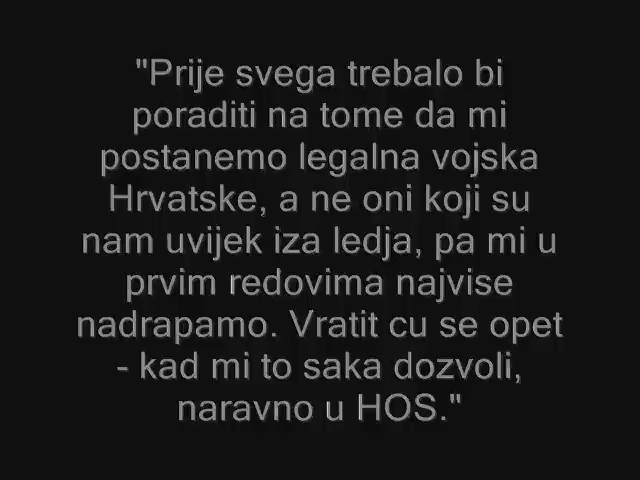 "Prije svega trebalo bi
poraditi na tome da mi
postanemo legalna vojska
Hrvatske, a ne oni koji su
nam uvijek iza ledja, pa mi u
prvim redovima najvise
nadrapamo. Vratit cu se opet
- kad mi to saka dozvoli,
naravno u HOS."